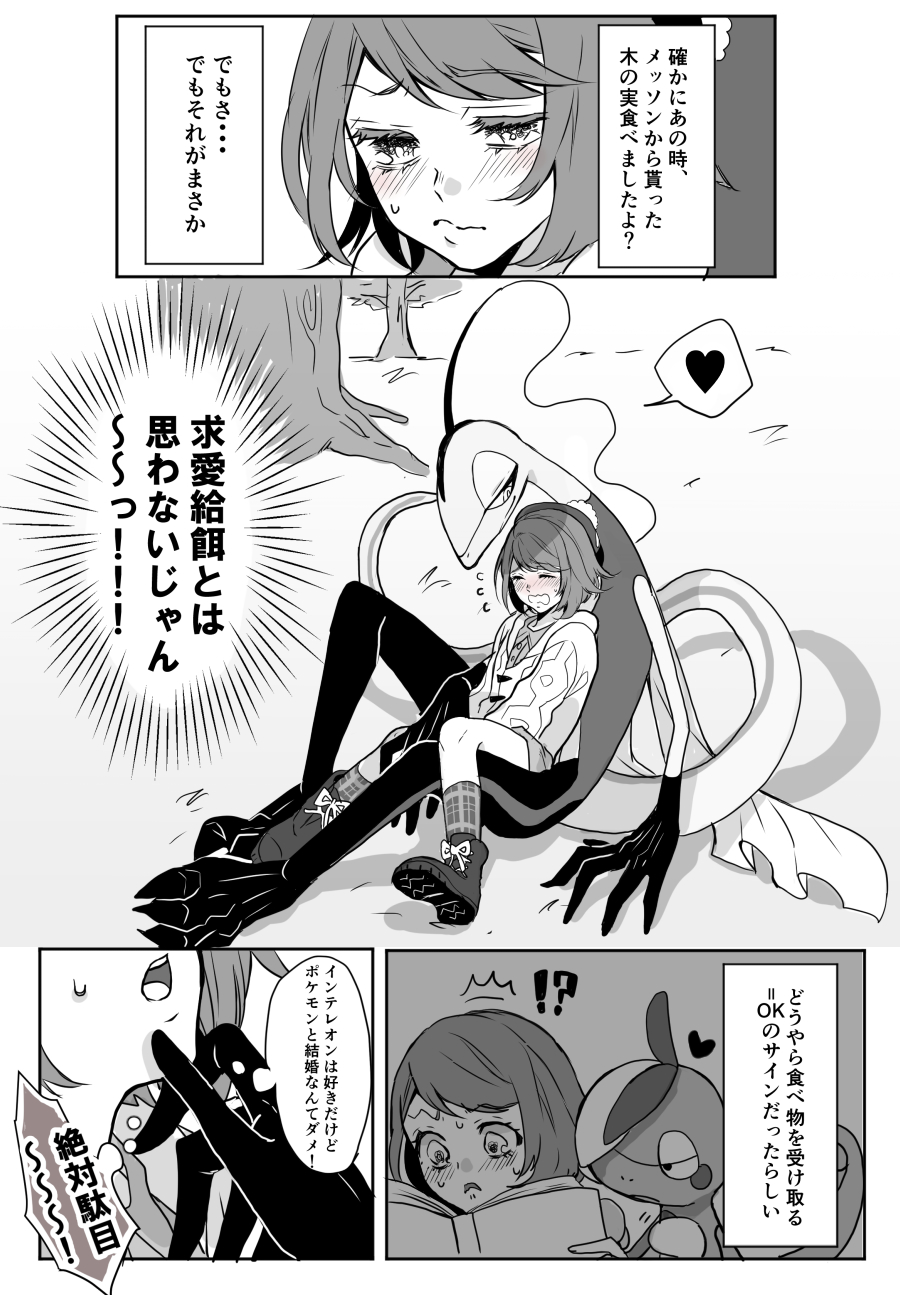 確かにあの時、
メッソンから貰った
木の実食べましたよ?
でもさ・・・
でもそれがまさか
求愛給餌とは
思わないじゃん
～～っ!!!
どうやら食べ物を受け取る
=OKのサインだったらしい
!?
インテレオンは好きだけど
ポケモンと結婚なんてダメ!
絶対駄目
～～～!